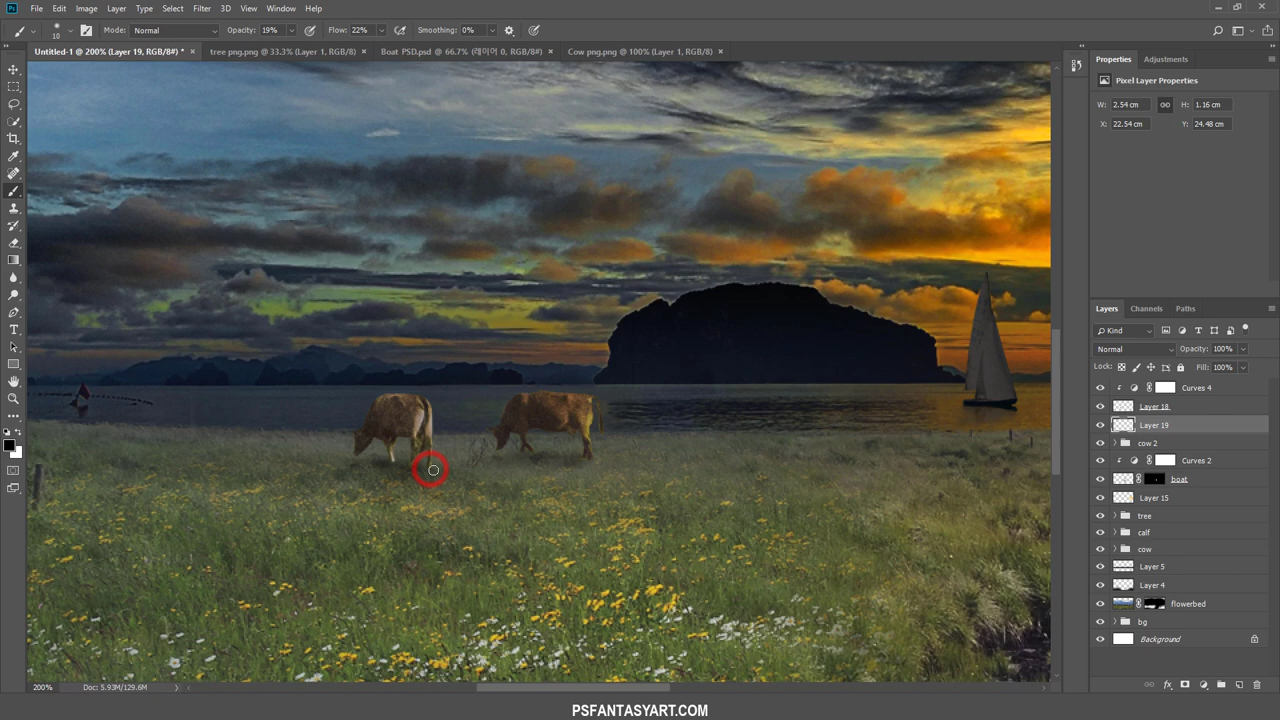 Ps File Edit Image Layer Type Select Filter 3D View Window Help
10 Mode: Normal Opacity: 19% Flow: 22% Smoothing: 0%
Untitled-1 @ 200% (Layer 19, RGB/8#) * × tree png.png @ 33.3% (Layer 1, RGB/8#) × Boat PSD.psd @ 66.7% (레이어 0, RGB/8#) × Cow png.png @ 100% (Layer 1, RGB/8#) ×
Properties Adjustments
Pixel Layer Properties
W: 2.54 cm H: 1.16 cm
X: 22.54 cm Y: 24.48 cm
Layers Channels Paths
Kind
Normal Opacity: 100%
Lock: Fill: 100%
Curves 4
Layer 18
Layer 19
cow 2
Curves 2
boat
Layer 15
tree
calf
cow
Layer 5
Layer 4
flowerbed
bg
Background
200% Doc: 5.93M/129.6M
PSFANTASYART.COM